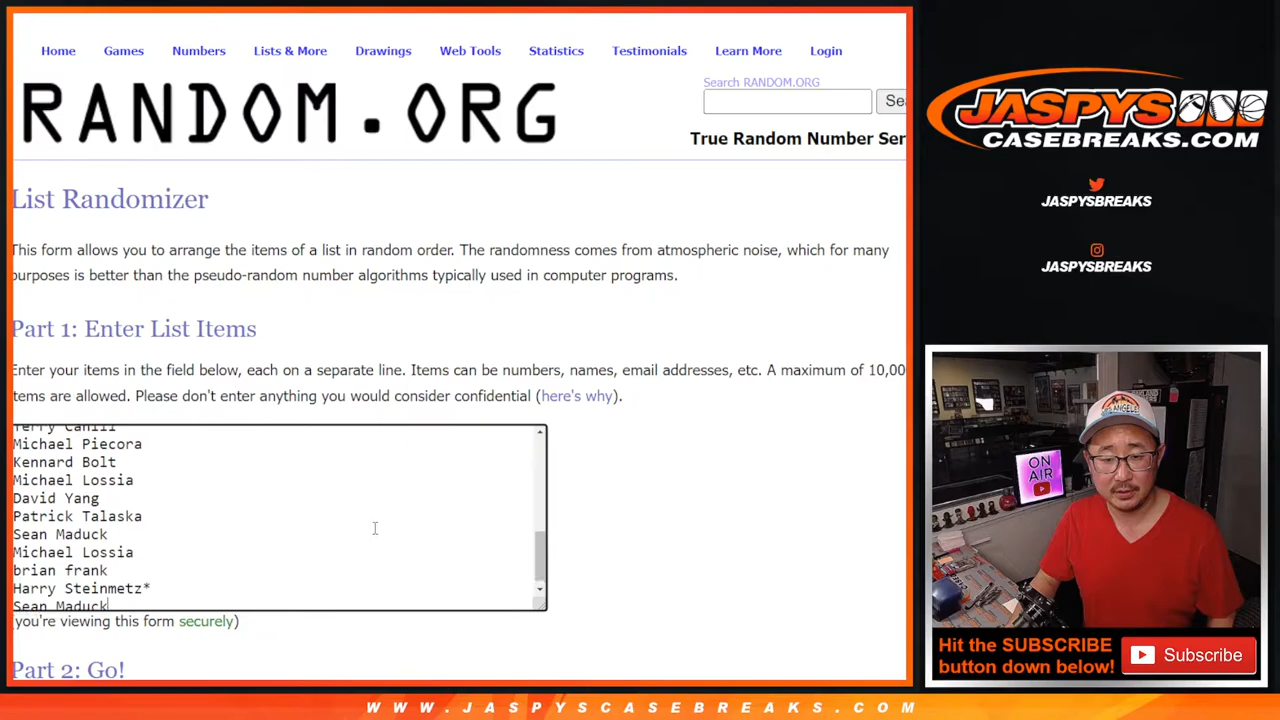 Home Games Numbers Lists & More Drawings Web Tools Statistics Testimonials Learn More Login
RANDOM.ORG
Search RANDOM.ORG
Sea
True Random Number Ser
List Randomizer
This form allows you to arrange the items of a list in random order. The randomness comes from atmospheric noise, which for many
purposes is better than the pseudo-random number algorithms typically used in computer programs.
Part 1: Enter List Items
Enter your items in the field below, each on a separate line. Items can be numbers, names, email addresses, etc. A maximum of 10,00
items are allowed. Please don't enter anything you would consider confidential (here's why).
Terry Cahill
Michael Piecora
Kennard Bolt
Michael Lossia
David Yang
Patrick Talaska
Sean Maduck
Michael Lossia
brian frank
Harry Steinmetz*
Sean Maduck
(you're viewing this form securely)
Part 2: Go!
JASPYS
CASEBREAKS.COM
JASPYSBREAKS
JASPYSBREAKS
ON
AIR
Hit the SUBSCRIBE
button down below!
Subscribe
WWW.JASPYSCASEBREAKS.COM